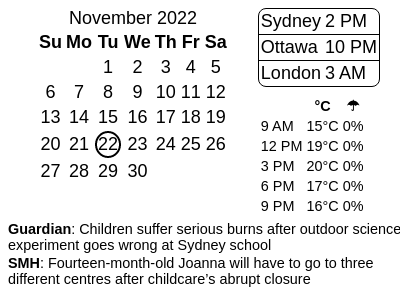 November 2022
Su Mo Tu We Th Fr Sa
1 2 3 4 5
6 7 8 9 10 11 12
13 14 15 16 17 18 19
20 21 22 23 24 25 26
27 28 29 30
Sydney 2 PM
Ottawa 10 PM
London 3 AM
°C ☂
9 AM 15°C 0%
12 PM 19°C 0%
3 PM 20°C 0%
6 PM 17°C 0%
9 PM 16°C 0%
Guardian: Children suffer serious burns after outdoor science
experiment goes wrong at Sydney school
SMH: Fourteen-month-old Joanna will have to go to three
different centres after childcare’s abrupt closure